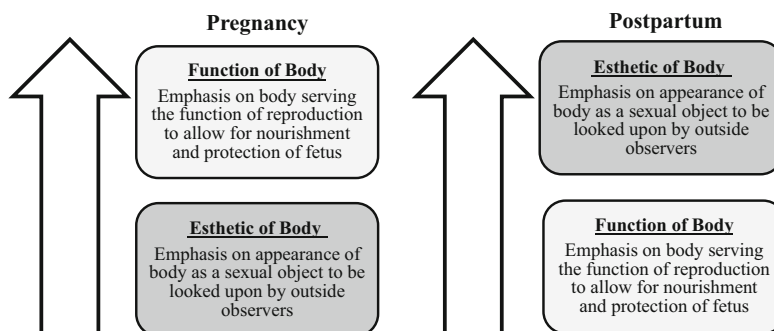 Pregnancy
Function of Body
Emphasis on body serving
the function of reproduction
to allow for nourishment
and protection of fetus
Esthetic of Body
Emphasis on appearance of
body as a sexual object to be
looked upon by outside
observers
Postpartum
Esthetic of Body
Emphasis on appearance of
body as a sexual object to be
looked upon by outside
observers
Function of Body
Emphasis on body serving
the function of reproduction
to allow for nourishment
and protection of fetus